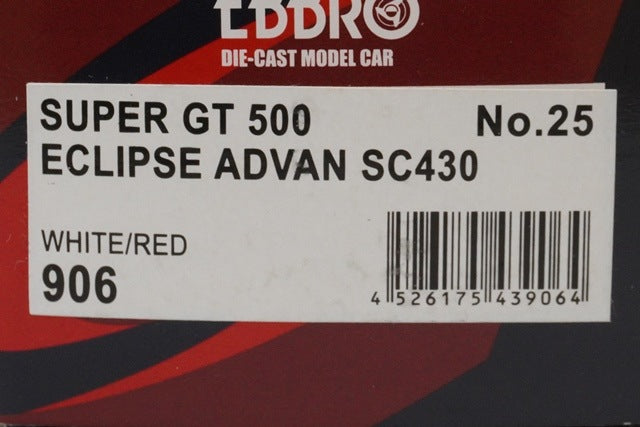 EBBRO
DIE-CAST MODEL CAR
SUPER GT 500 No.25
ECLIPSE ADVAN SC430
WHITE/RED
906
4 526175 439064